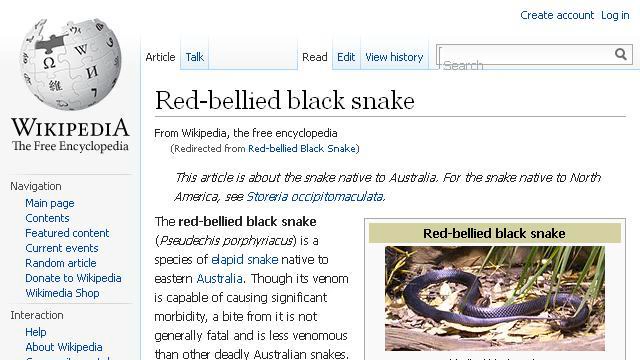 Create account Log in
WIKIPEDIA
The Free Encyclopedia
Article Talk Read Edit View history Search
Red-bellied black snake
From Wikipedia, the free encyclopedia
(Redirected from Red-bellied Black Snake)
This article is about the snake native to Australia. For the snake native to North
America, see Storeria occipitomaculata.
Navigation
Main page
Contents
Featured content
Current events
Random article
Donate to Wikipedia
Wikimedia Shop
Interaction
Help
About Wikipedia
The red-bellied black snake
(Pseudechis porphyriacus) is a
species of elapid snake native to
eastern Australia. Though its venom
is capable of causing significant
morbidity, a bite from it is not
generally fatal and is less venomous
than other deadly Australian snakes.
Red-bellied black snake